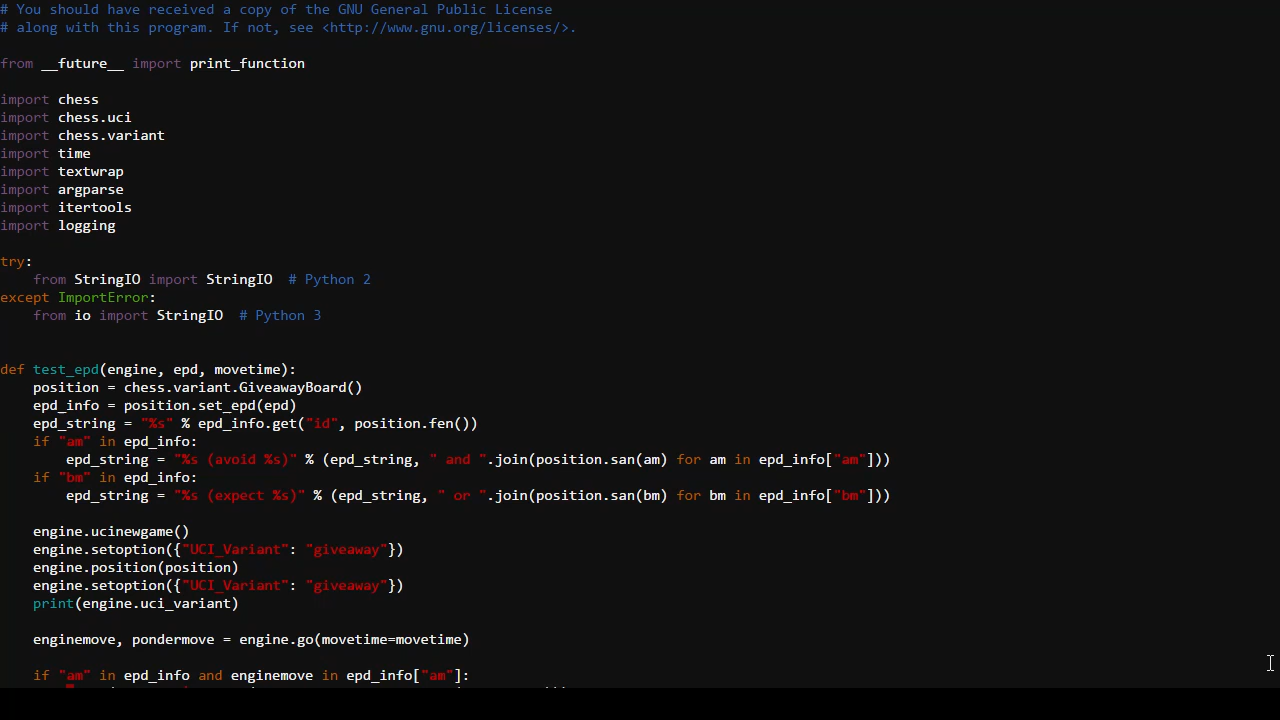 # You should have received a copy of the GNU General Public License
# along with this program. If not, see <http://www.gnu.org/licenses/>.
from __future__ import print_function
import chess
import chess.uci
import chess.variant
import time
import textwrap
import argparse
import itertools
import logging
try:
    from StringIO import StringIO  # Python 2
except ImportError:
    from io import StringIO  # Python 3
def test_epd(engine, epd, movetime):
    position = chess.variant.GiveawayBoard()
    epd_info = position.set_epd(epd)
    epd_string = "%s" % epd_info.get("id", position.fen())
    if "am" in epd_info:
        epd_string = "%s (avoid %s)" % (epd_string, " and ".join(position.san(am) for am in epd_info["am"]))
    if "bm" in epd_info:
        epd_string = "%s (expect %s)" % (epd_string, " or ".join(position.san(bm) for bm in epd_info["bm"]))
    engine.ucinewgame()
    engine.setoption({"UCI_Variant": "giveaway"})
    engine.position(position)
    engine.setoption({"UCI_Variant": "giveaway"})
    print(engine.uci_variant)
    enginemove, pondermove = engine.go(movetime=movetime)
    if "am" in epd_info and enginemove in epd_info["am"]: